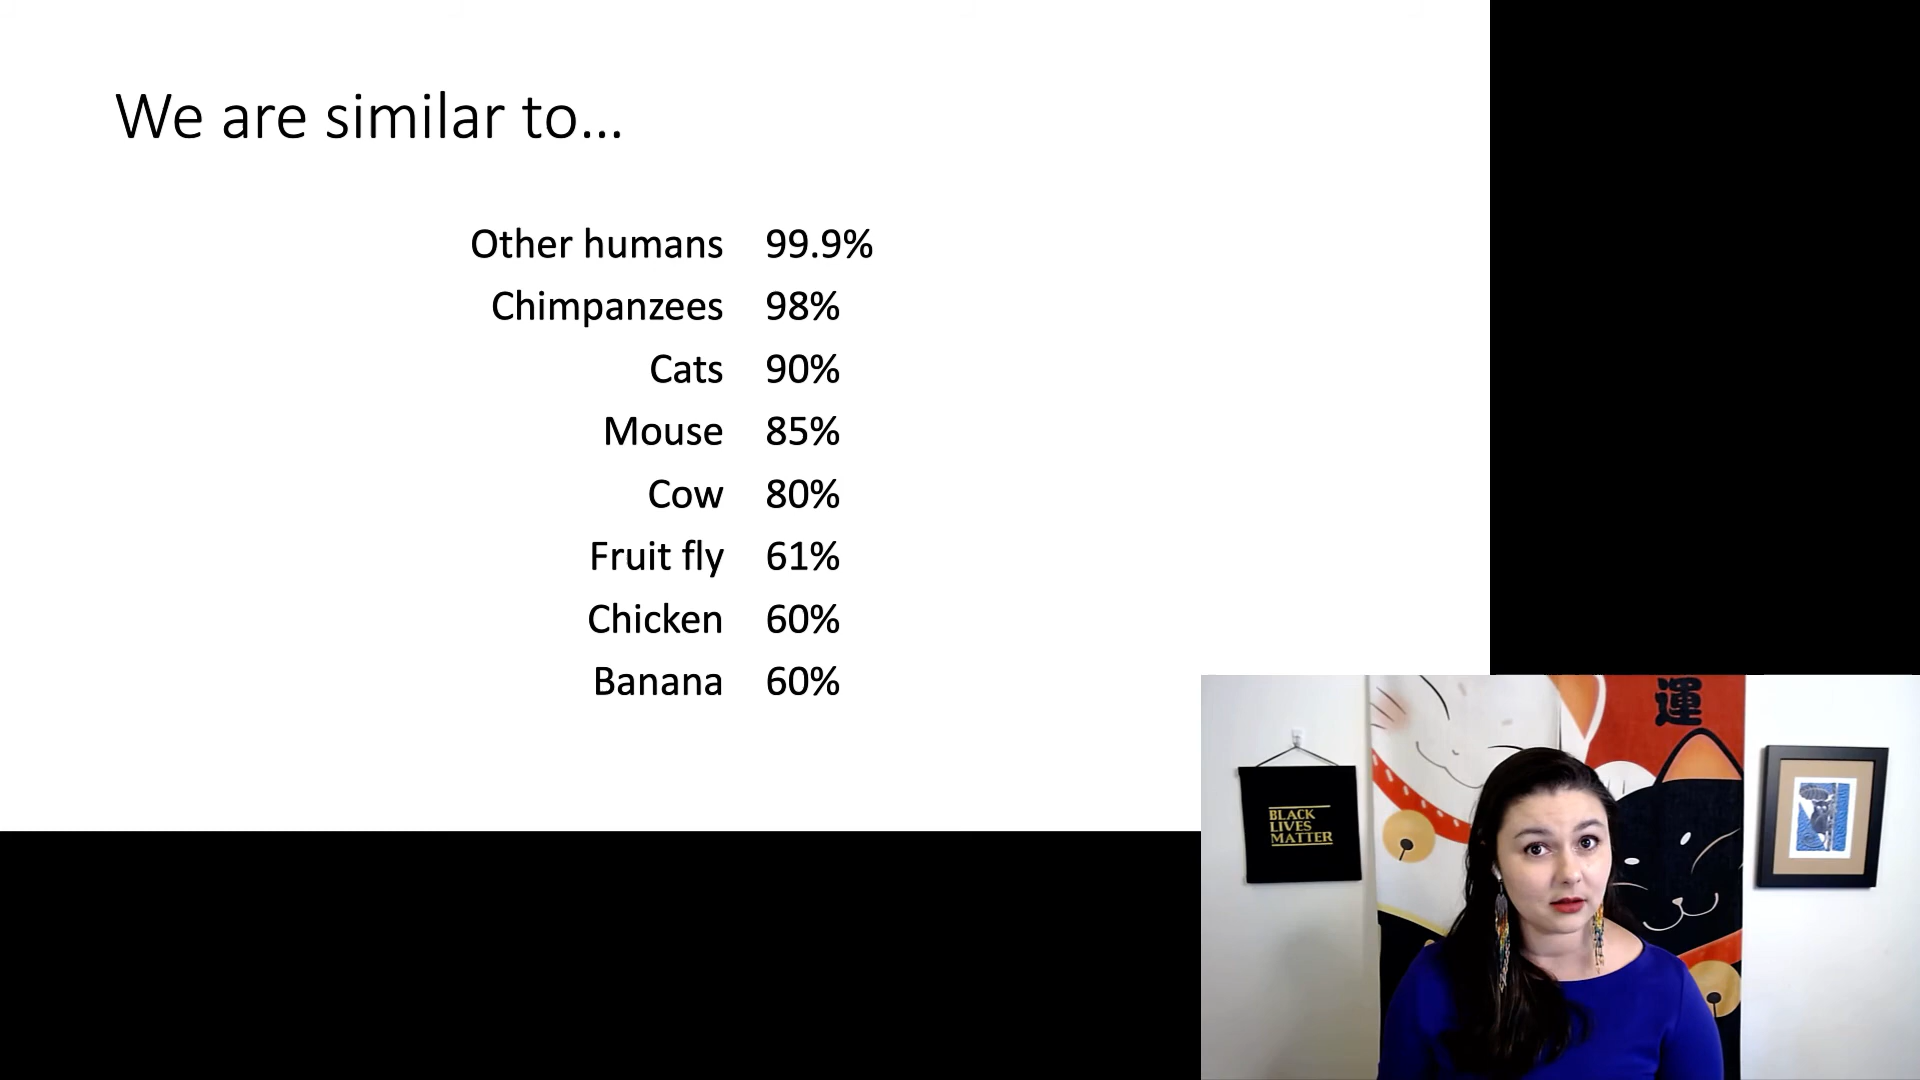 We are similar to...
Other humans 99.9%
Chimpanzees 98%
Cats 90%
Mouse 85%
Cow 80%
Fruit fly 61%
Chicken 60%
Banana 60%
運
BLACK
LIVES
MATTER